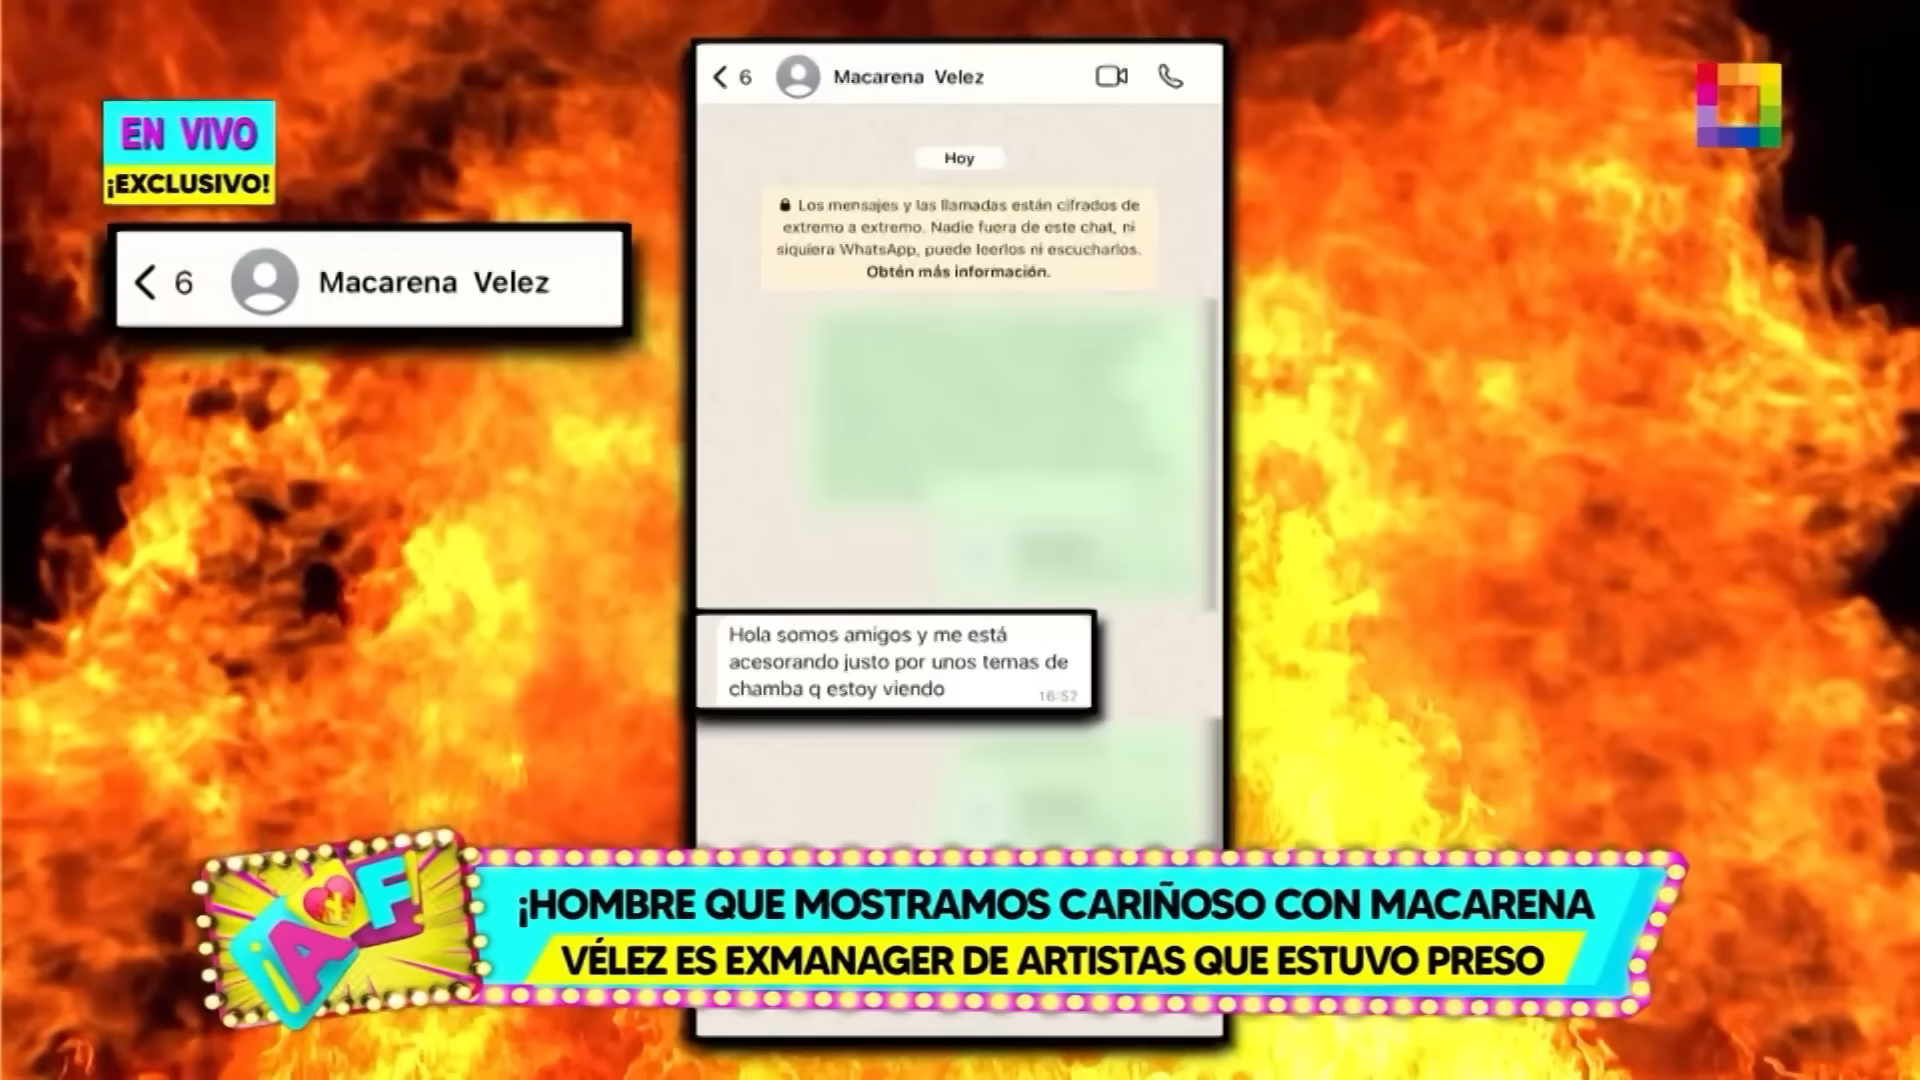 EN VIVO
¡EXCLUSIVO!
6 Macarena Velez
6 Macarena Velez
Hoy
Los mensajes y las llamadas están cifrados de
extremo a extremo. Nadie fuera de este chat, ni
siquiera WhatsApp, puede leerlos ni escucharlos.
Obtén más información.
Hola somos amigos y me está
acesorando justo por unos temas de
chamba q estoy viendo
16:52
¡A F!
¡HOMBRE QUE MOSTRAMOS CARIÑOSO CON MACARENA
VÉLEZ ES EXMANAGER DE ARTISTAS QUE ESTUVO PRESO